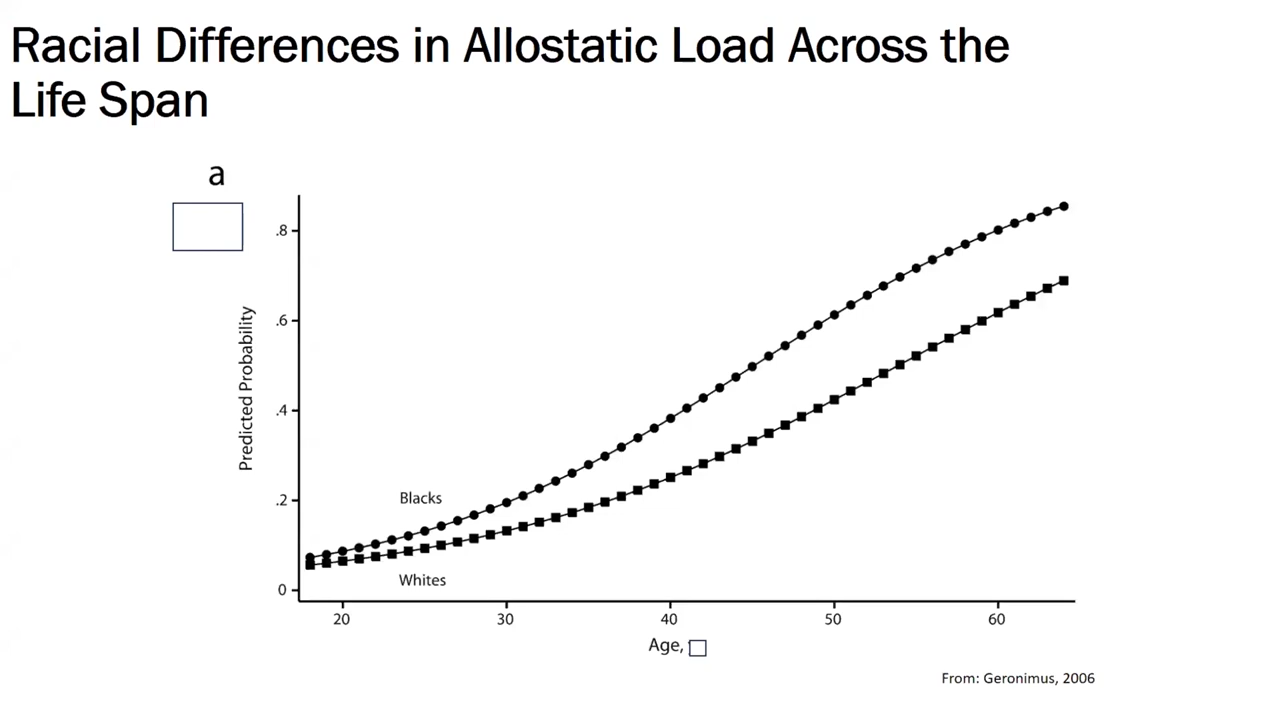 Racial Differences in Allostatic Load Across the
Life Span
a
.8
.6
.4
.2
0
Predicted Probability
Blacks
Whites
20 30 40 50 60
Age,
From: Geronimus, 2006